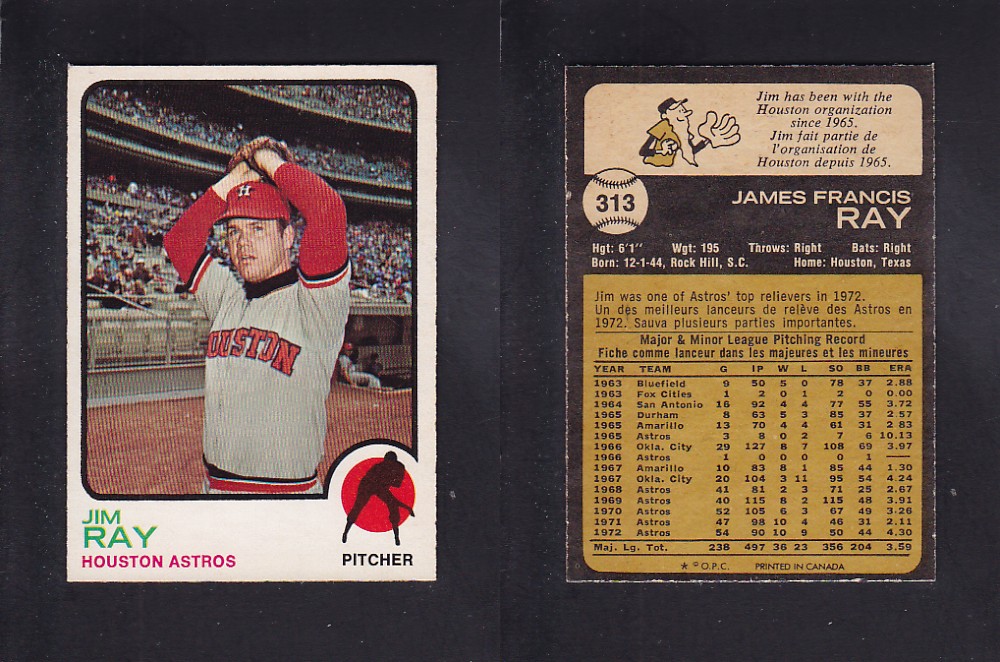 H
HOUSTON
JIM
RAY
HOUSTON ASTROS
PITCHER
Jim has been with the
Houston organization
since 1965.
Jim fait partie de
l'organisation de
Houston depuis 1965.
313
JAMES FRANCIS
RAY
Hgt: 6'1" Wgt: 195 Throws: Right Bats: Right
Born: 12-1-44, Rock Hill, S.C. Home: Houston, Texas
Jim was one of Astros' top relievers in 1972.
Un des meilleurs lanceurs de relève des Astros en
1972. Sauva plusieurs parties importantes.
Major & Minor League Pitching Record
Fiche comme lanceur dans les majeures et les mineures
YEAR TEAM G IP W L SO BB ERA
1963 Bluefield 9 50 5 0 78 37 2.88
1963 Fox Cities 1 2 0 1 2 0 0.00
1964 San Antonio 16 92 4 4 77 55 3.72
1965 Durham 8 63 5 3 85 37 2.57
1965 Amarillo 13 70 4 4 61 31 2.83
1965 Astros 3 8 0 2 7 6 10.13
1966 Okla. City 29 127 8 7 108 69 3.97
1966 Astros 1 0 0 0 0 1 —
1967 Amarillo 10 83 8 1 85 44 1.30
1967 Okla. City 20 104 3 11 95 54 4.24
1968 Astros 41 81 2 3 71 25 2.67
1969 Astros 40 115 8 2 115 48 3.91
1970 Astros 52 105 6 3 67 49 3.26
1971 Astros 47 98 10 4 46 31 2.11
1972 Astros 54 90 10 9 50 44 4.30
Maj. Lg. Tot. 238 497 36 23 356 204 3.59
* © O.P.C. PRINTED IN CANADA